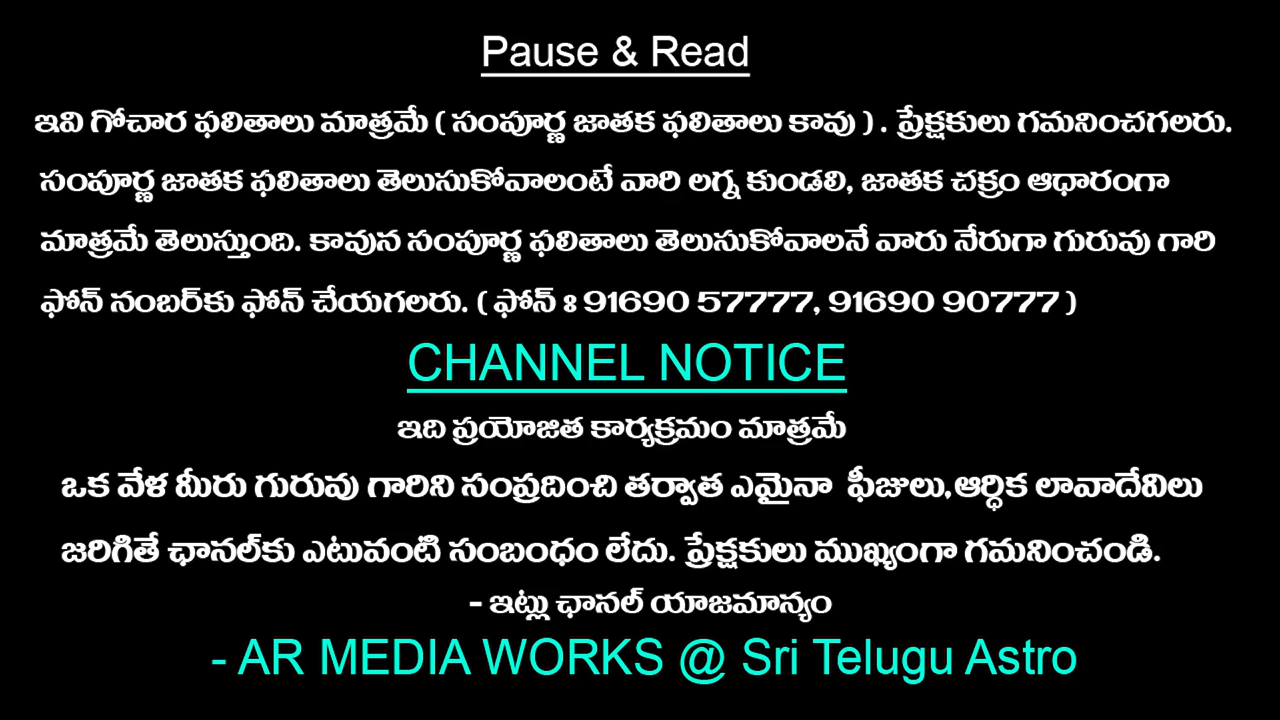 Pause & Read
ఇవి గోచార ఫలితాలు మాత్రమే ( సంపూర్ణ జాతక ఫలితాలు కావు ) . ప్రేక్షకులు గమనించగలరు.
సంపూర్ణ జాతక ఫలితాలు తెలుసుకోవాలంటే వారి లగ్న కుండలి, జాతక చక్రం ఆధారంగా
మాత్రమే తెలుస్తుంది. కావున సంపూర్ణ ఫలితాలు తెలుసుకోవాలనే వారు నేరుగా గురువు గారి
ఫోన్ నంబర్‌కు ఫోన్ చేయగలరు. ( ఫోన్ : 91690 57777, 91690 90777 )
CHANNEL NOTICE
ఇది ప్రయోజిత కార్యక్రమం మాత్రమే
ఒక వేళ మీరు గురువు గారిని సంప్రదించి తర్వాత ఎమైనా ఫీజులు,ఆర్ధిక లావాదేవిలు
జరిగితే ఛానల్‌కు ఎటువంటి సంబంధం లేదు. ప్రేక్షకులు ముఖ్యంగా గమనించండి.
- ఇట్లు ఛానల్ యాజమాన్యం
- AR MEDIA WORKS @ Sri Telugu Astro